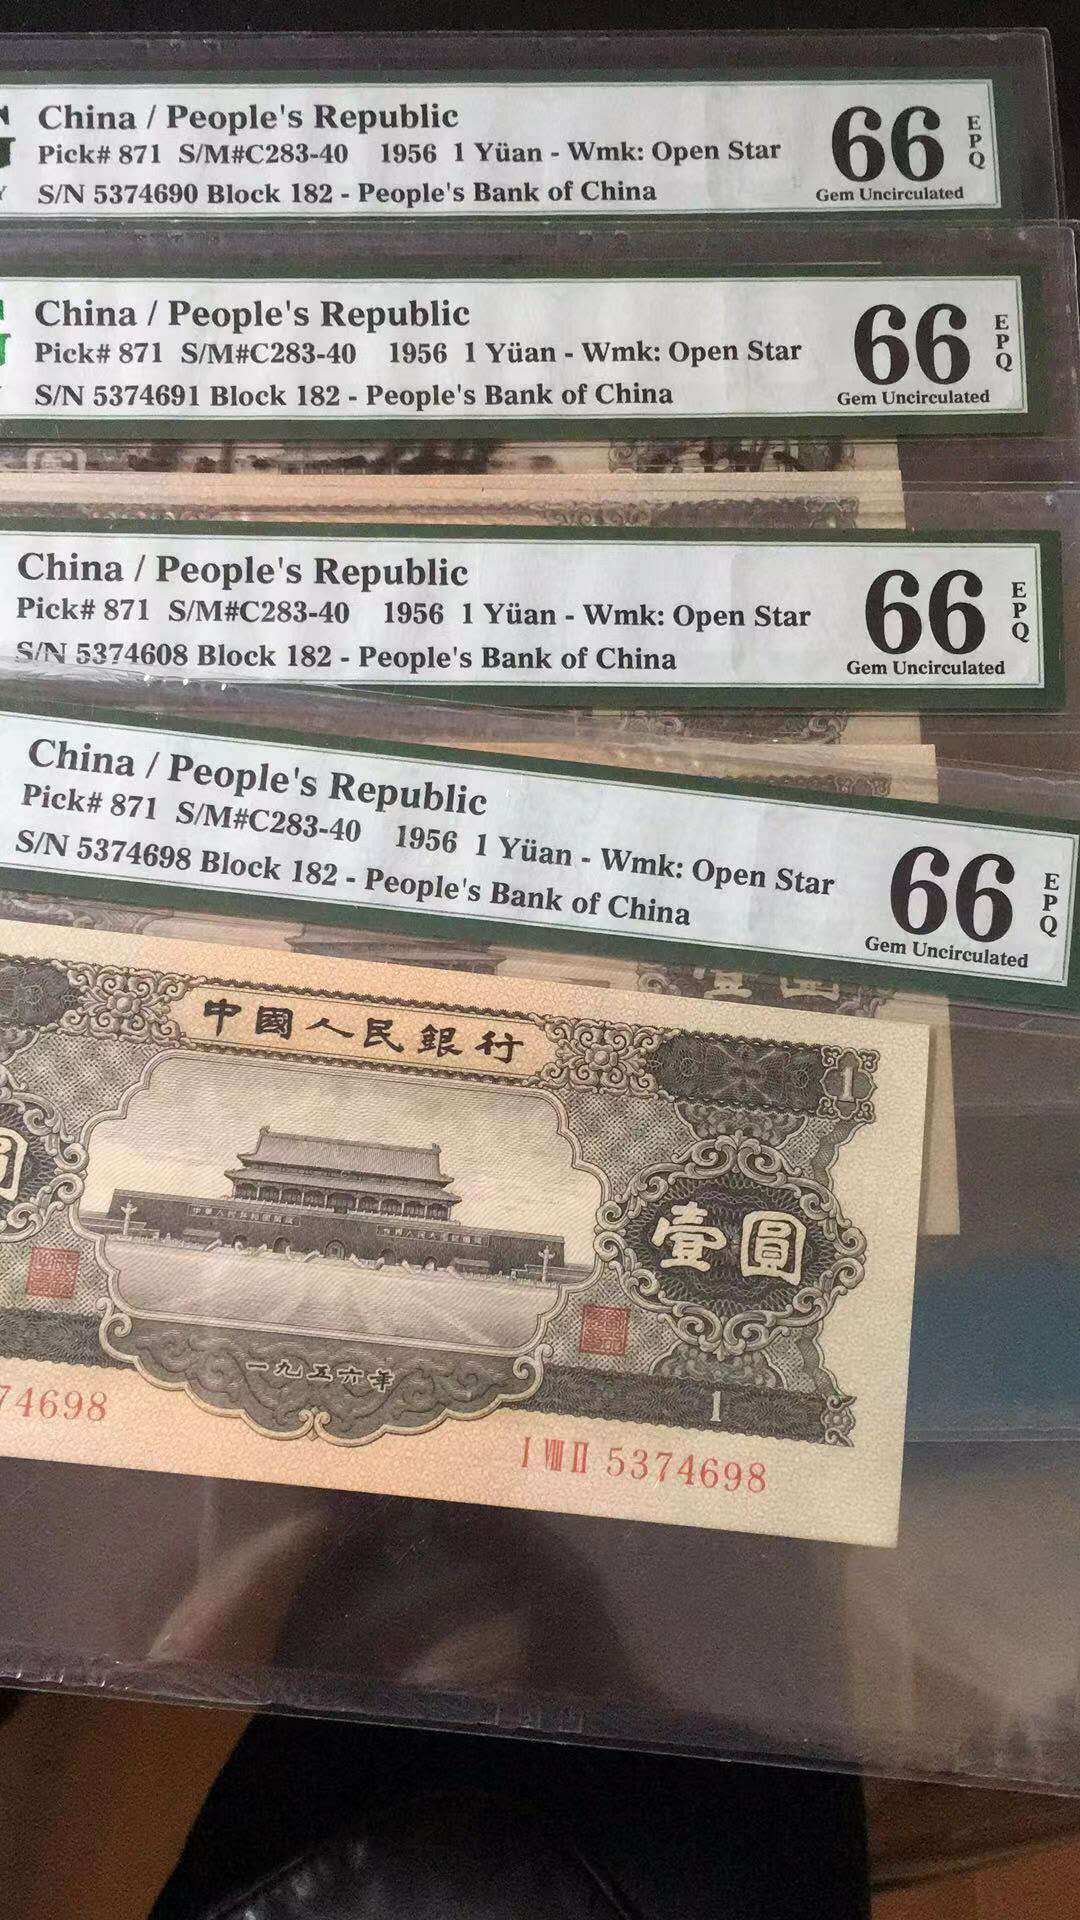 China / People's Republic
Pick# 871 S/M#C283-40 1956 1 Yüan - Wmk: Open Star
S/N 5374690 Block 182 - People's Bank of China
66 EPQ
Gem Uncirculated
China / People's Republic
Pick# 871 S/M#C283-40 1956 1 Yüan - Wmk: Open Star
S/N 5374691 Block 182 - People's Bank of China
66 EPQ
Gem Uncirculated
China / People's Republic
Pick# 871 S/M#C283-40 1956 1 Yüan - Wmk: Open Star
S/N 5374608 Block 182 - People's Bank of China
66 EPQ
Gem Uncirculated
China / People's Republic
Pick# 871 S/M#C283-40 1956 1 Yüan - Wmk: Open Star
S/N 5374698 Block 182 - People's Bank of China
66 EPQ
Gem Uncirculated
壹圓
中國人民銀行
1
圓
壹圓
一九五六年
1
74698
I VIII II 5374698